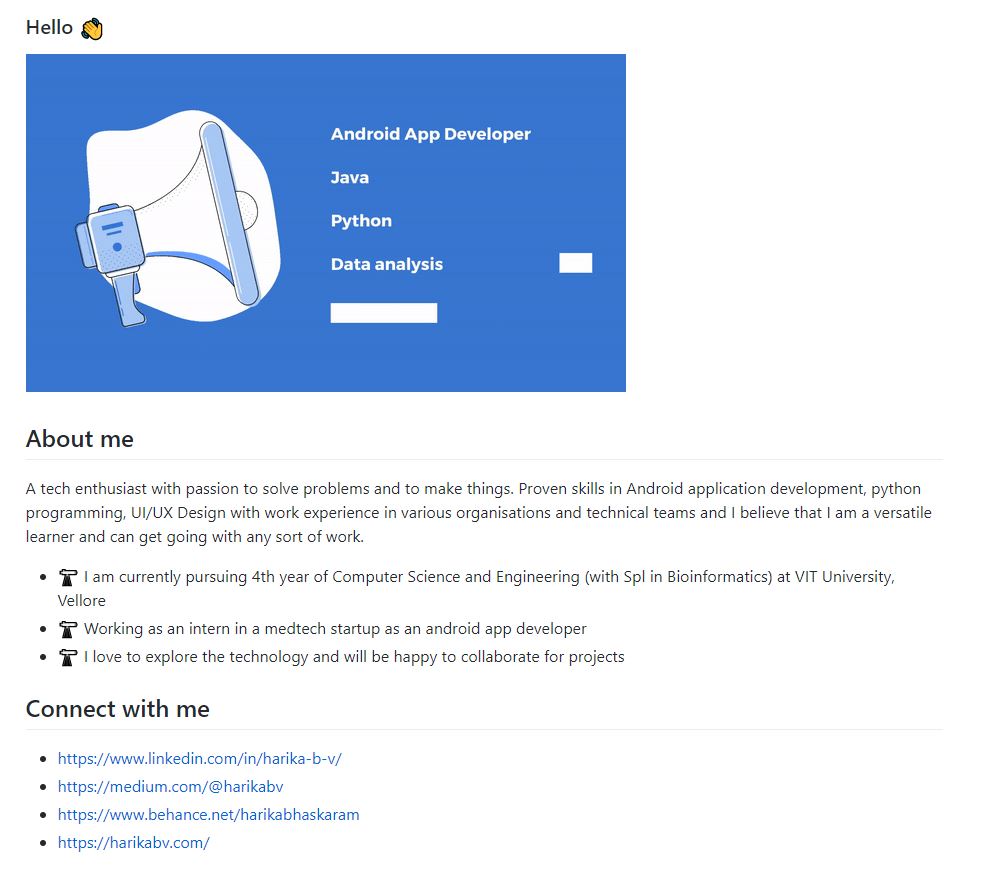 Hello
Android App Developer
Java
Python
Data analysis
About me
A tech enthusiast with passion to solve problems and to make things. Proven skills in Android application development, python
programming, UI/UX Design with work experience in various organisations and technical teams and I believe that I am a versatile
learner and can get going with any sort of work.
I am currently pursuing 4th year of Computer Science and Engineering (with Spl in Bioinformatics) at VIT University,
Vellore
Working as an intern in a medtech startup as an android app developer
I love to explore the technology and will be happy to collaborate for projects
Connect with me
https://www.linkedin.com/in/harika-b-v/
https://medium.com/@harikabv
https://www.behance.net/harikabhaskaram
https://harikabv.com/